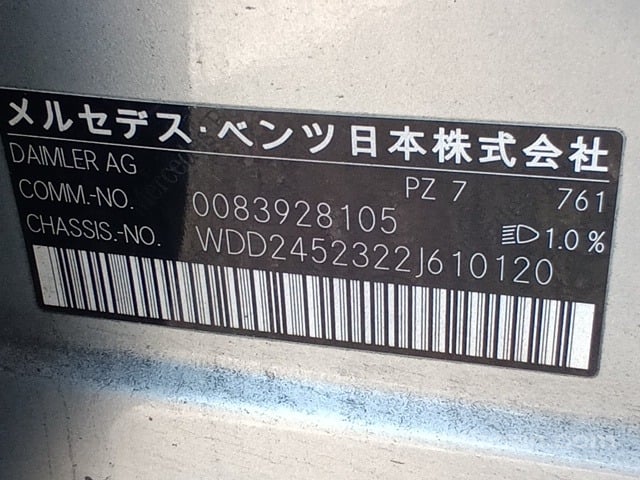 メルセデス・ベンツ日本株式会社
DAIMLER AG
PZ 7 761
COMM.-NO. 0083928105
1.0 %
CHASSIS.-NO. WDD2452322J610120